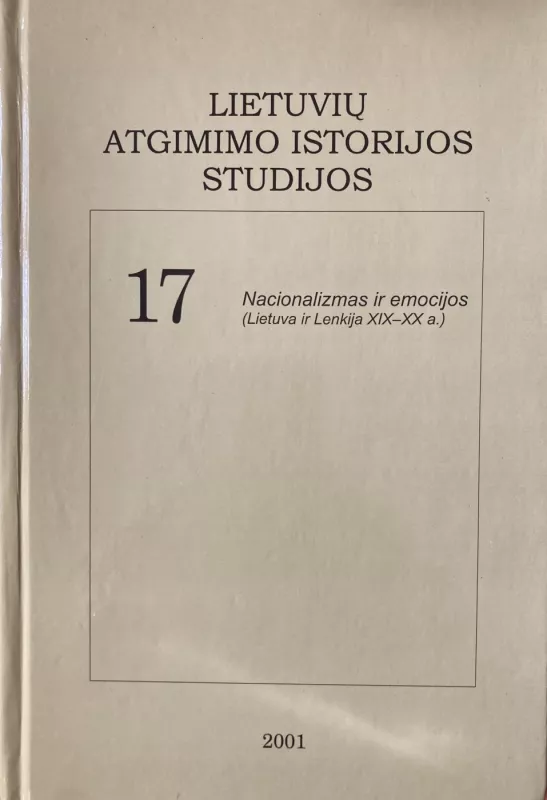 LIETUVIŲ
ATGIMIMO ISTORIJOS
STUDIJOS
17
Nacionalizmas ir emocijos
(Lietuva ir Lenkija XIX–XX a.)
2001